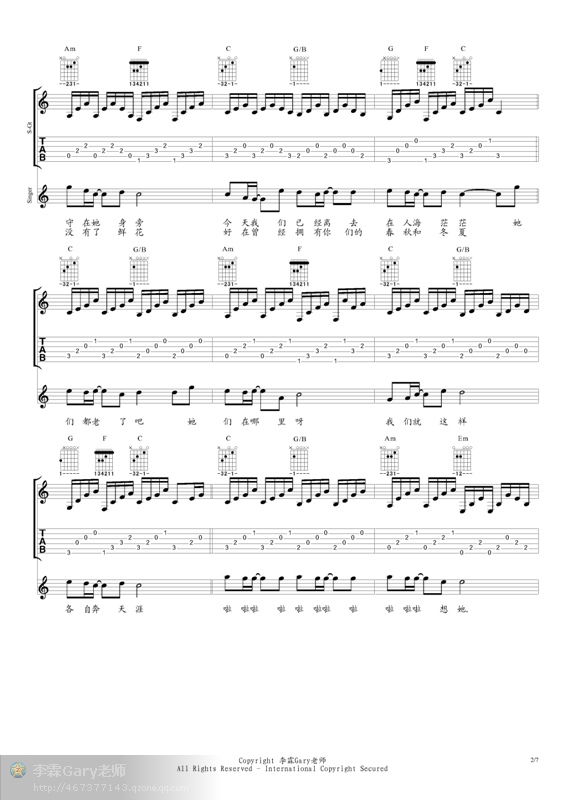 Am F C G/B G F C
-231- 134211 -32-1- -1- 1 134211 -32-1-
S-Gt
Singer
守在她身旁 今天我们已经离去 在人海茫茫 她
没有了鲜花 好在曾经拥有你们的春秋和冬夏
C G/B Am F C G/B
-32-1- -1- -231- 134211 -32-1- -1-
们都老了吧 她们在哪里呀 我们就这样
G F C C G/B Am Em
1 134211 -32-1- -32-1- -1- -231- -12-
各自奔天涯 啦 啦啦 啦 啦啦啦 啦 啦啦啦 想她.
Copyright 李霖Gary老师
All Rights Reserved - International Copyright Secured
2/7
李霖Gary老师
http://467377143.qzone.qq.com